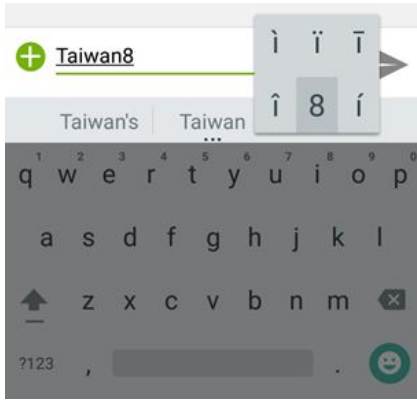 ì ï ī
Taiwan8
î 8 í
Taiwan's Taiwan
1 2 3 4 5 6 7 8 9 0
q w e r t y u i o p
a s d f g h j k l
z x c v b n m
?123 , .